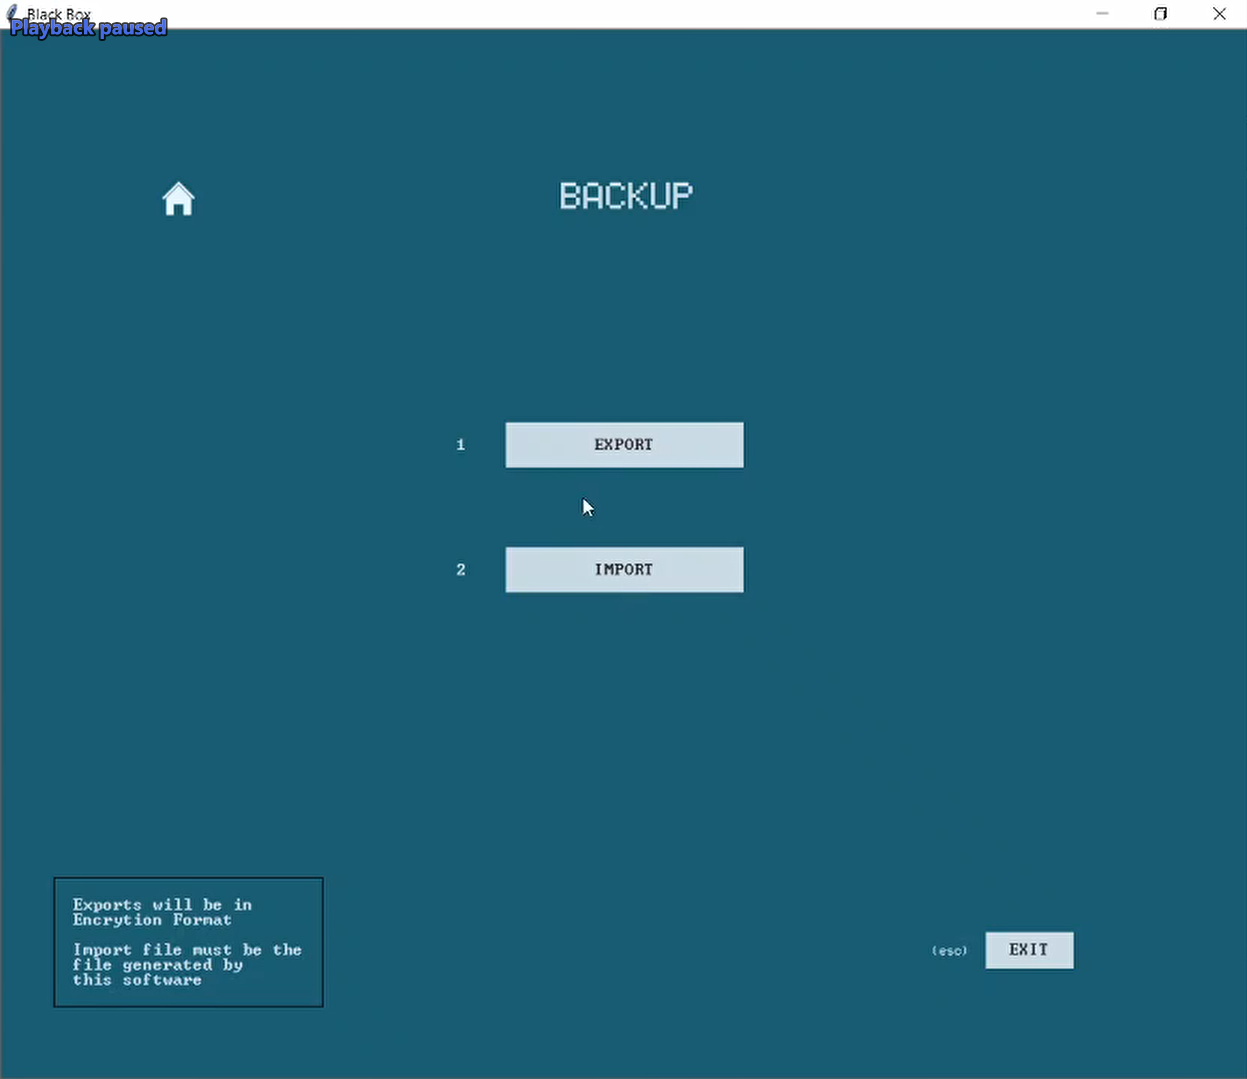 Black Box
Playback paused
BACKUP
1 EXPORT
2 IMPORT
Exports will be in
Encrytion Format
Import file must be the
file generated by
this software
(esc) EXIT